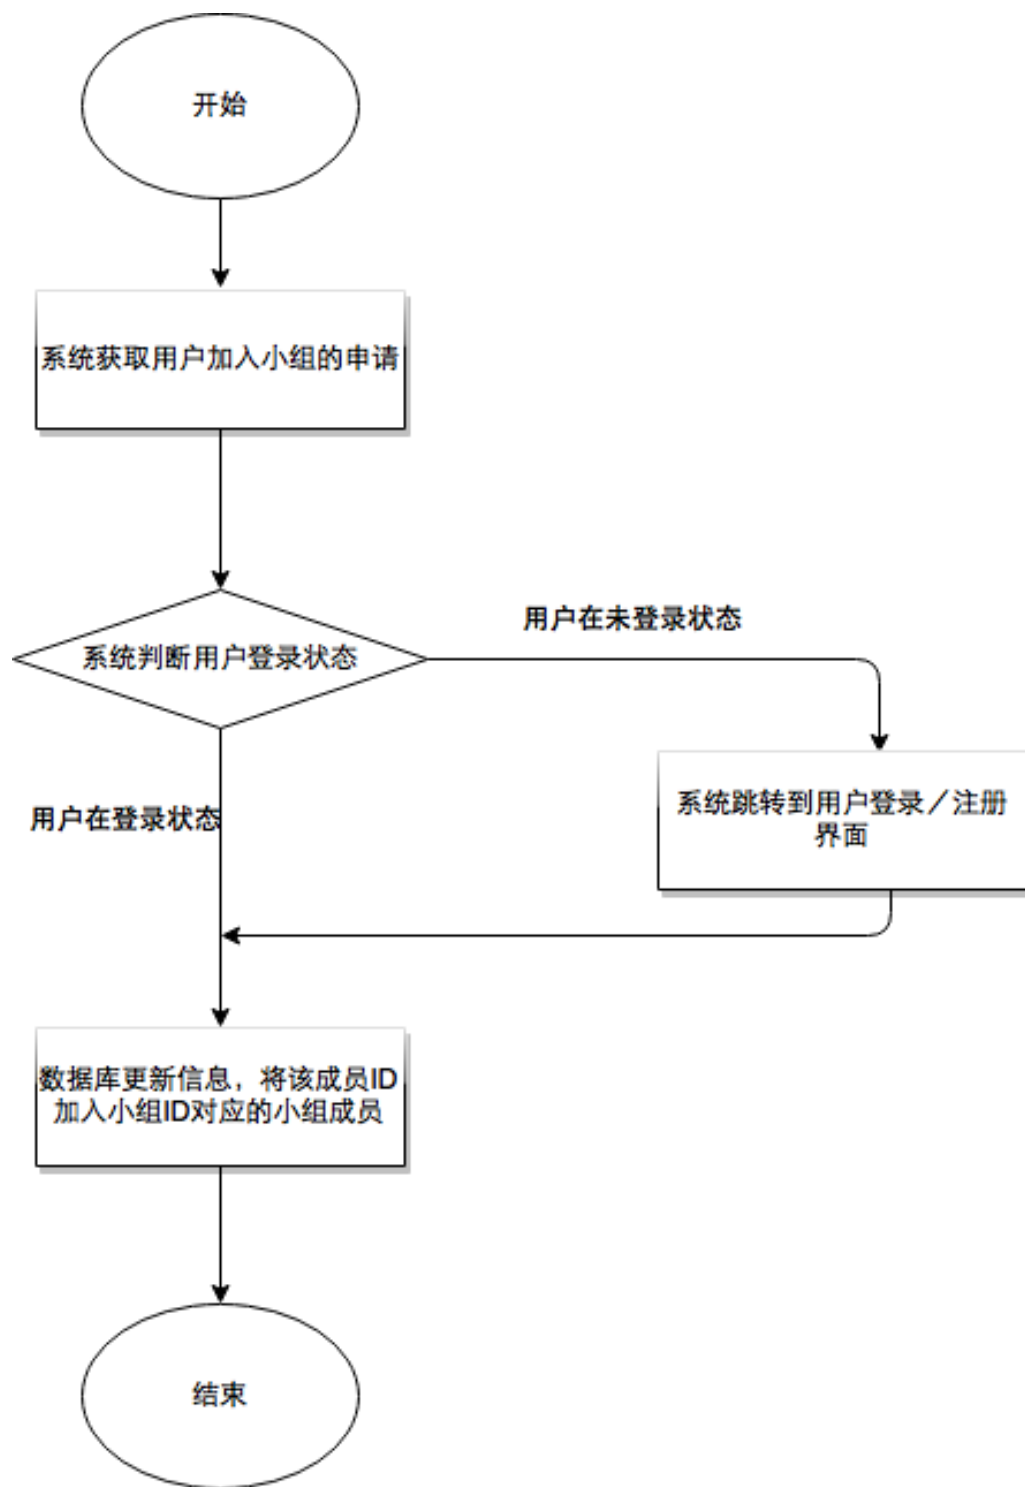 开始
系统获取用户加入小组的申请
用户在未登录状态
系统判断用户登录状态
系统跳转到用户登录／注册
界面
用户在登录状态
数据库更新信息，将该成员ID
加入小组ID对应的小组成员
结束